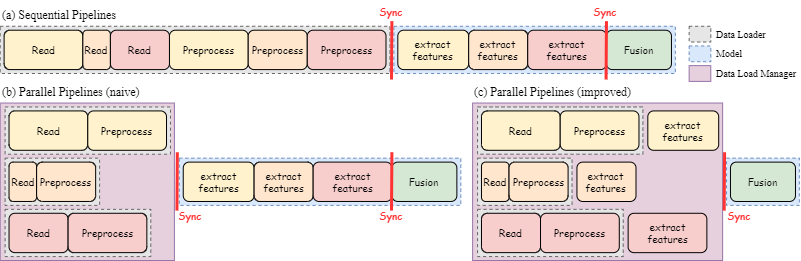 (a) Sequential Pipelines
Sync
Sync
Read
Read
Read
Preprocess
Preprocess
Preprocess
extract
features
extract
features
extract
features
Fusion
Data Loader
Model
Data Load Manager
(b) Parallel Pipelines (naive)
Read
Preprocess
Read
Preprocess
Read
Preprocess
Sync
extract
features
extract
features
extract
features
Fusion
Sync
(c) Parallel Pipelines (improved)
Read
Preprocess
extract
features
Read
Preprocess
extract
features
Read
Preprocess
extract
features
Fusion
Sync